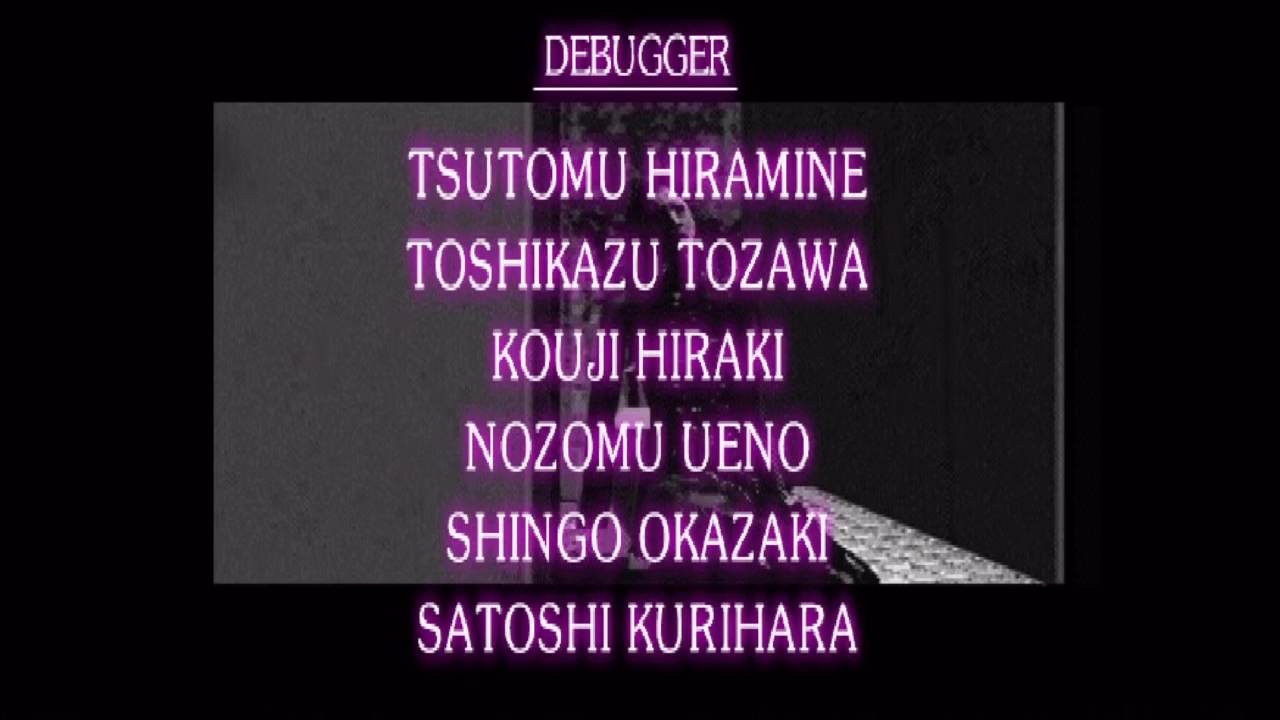 DEBUGGER
TSUTOMU HIRAMINE
TOSHIKAZU TOZAWA
KOUJI HIRAKI
NOZOMU UENO
SHINGO OKAZAKI
SATOSHI KURIHARA